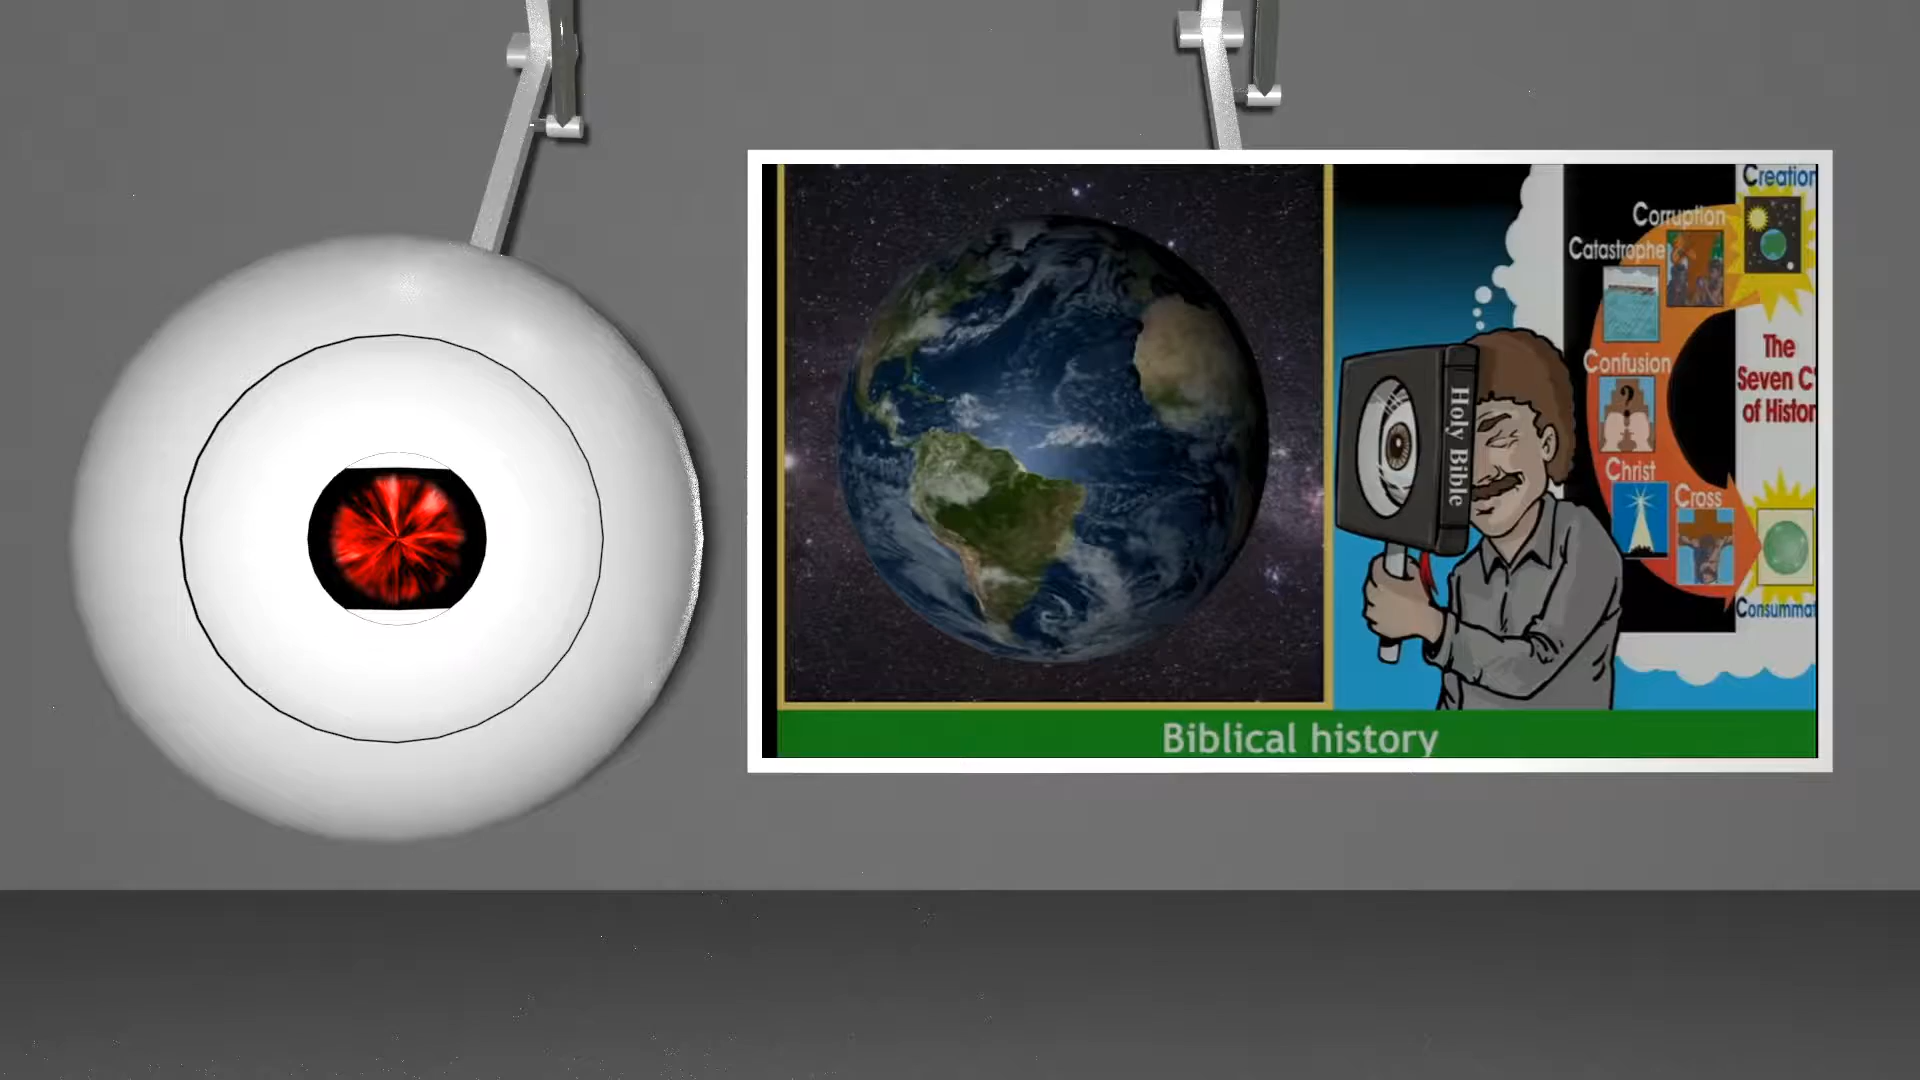 Creation
Corruption
Catastrophe
Confusion
The
Seven C'
of Histor
Holy Bible
Christ
Cross
Consummat
?
Biblical history